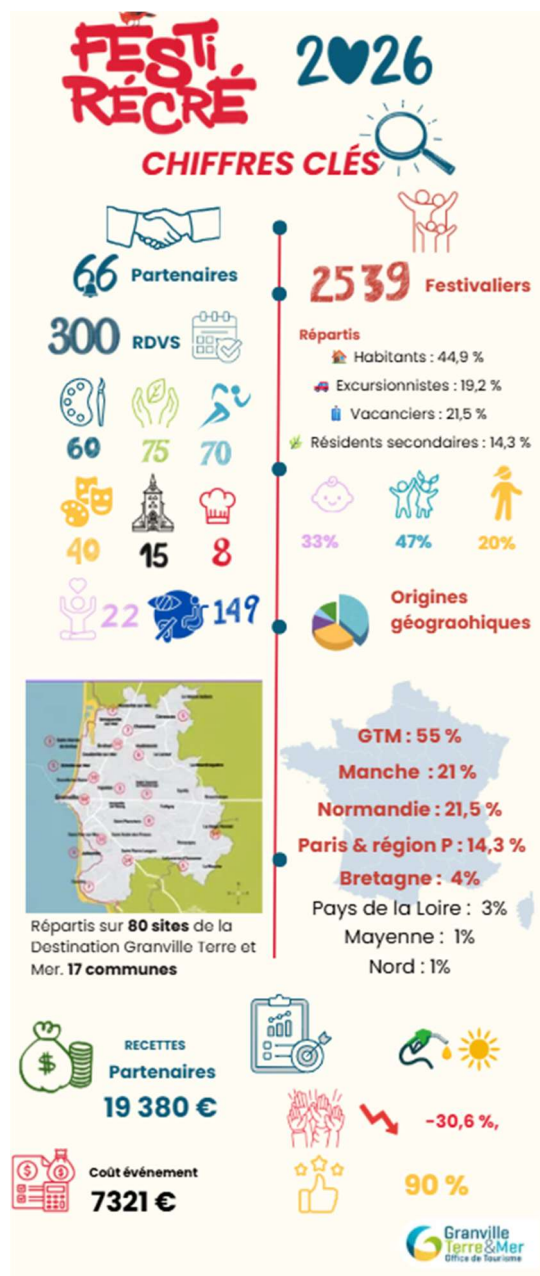 FESTI
RÉCRÉ
2026
CHIFFRES CLÉS
66 Partenaires
300 RDVS
60 75 70
40 15 8
22 149
2539 Festivaliers
Répartis
Habitants : 44,9 %
Excursionnistes : 19,2 %
Vacanciers : 21,5 %
Résidents secondaires : 14,3 %
33% 47% 20%
Origines
géograohiques
GTM : 55 %
Manche : 21 %
Normandie : 21,5 %
Paris & région P : 14,3 %
Bretagne : 4%
Pays de la Loire : 3%
Mayenne : 1%
Nord : 1%
Répartis sur 80 sites de la
Destination Granville Terre et
Mer. 17 communes
RECETTES
Partenaires
19 380 €
Coût événement
7321 €
-30,6 %,
90 %
Granville
Terre&Mer
Office de Tourisme